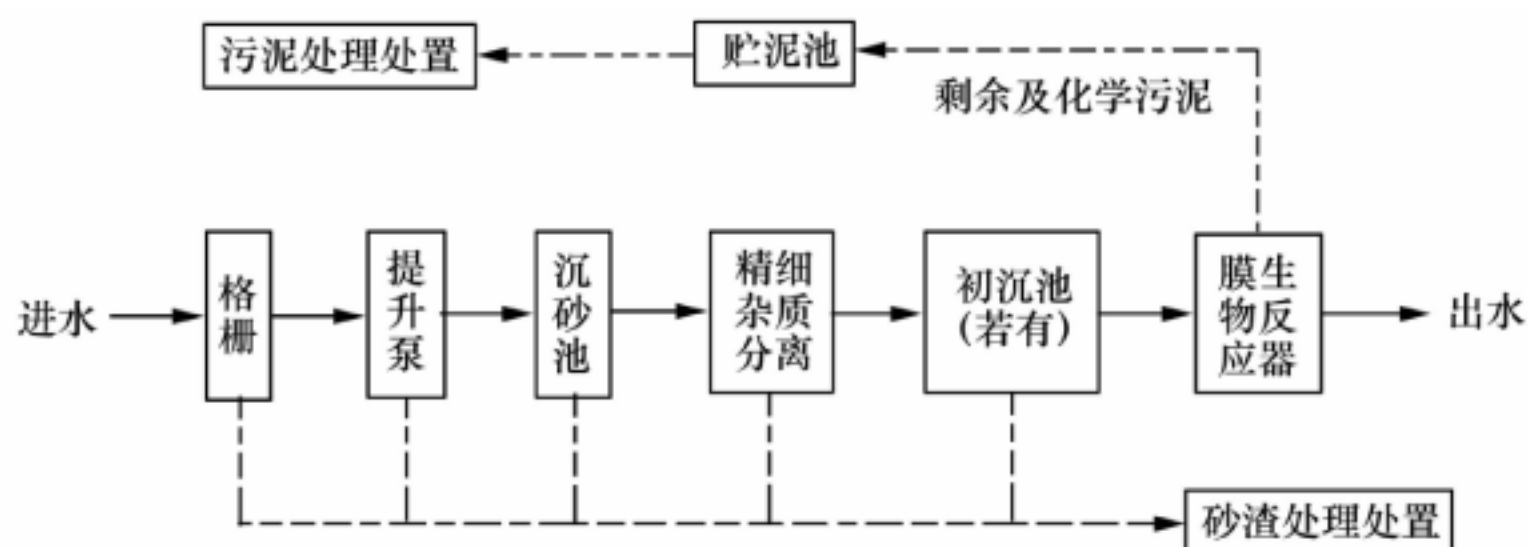 污泥处理处置
贮泥池
剩余及化学污泥
进水
格
栅
提
升
泵
沉
砂
池
精细
杂质
分离
初沉池
(若有)
膜生
物反
应器
出水
砂渣处理处置